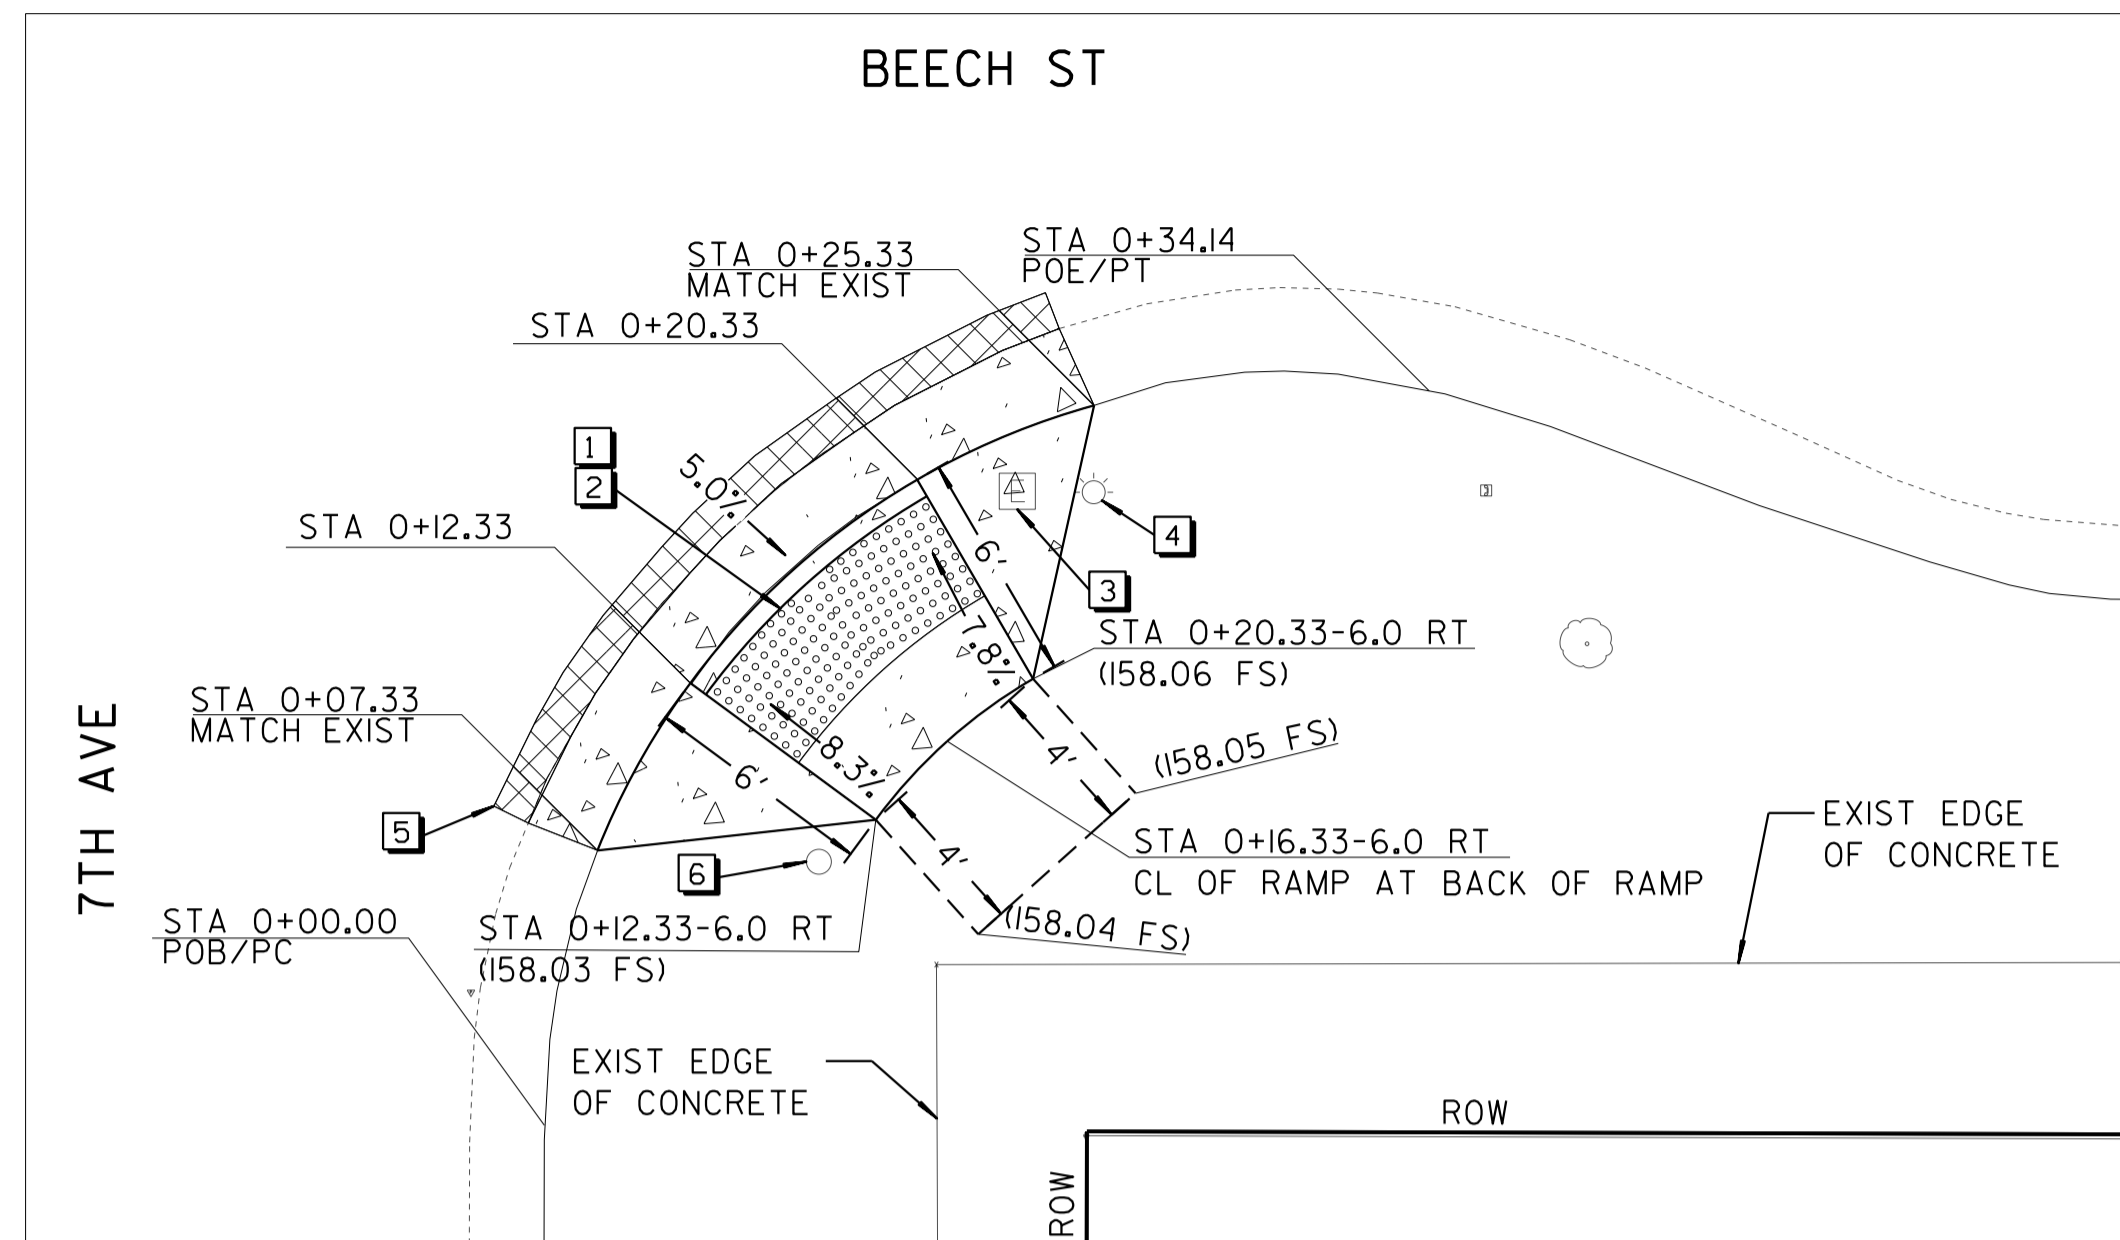 BEECH ST
STA 0+25.33
MATCH EXIST
STA 0+34.14
POE/PT
STA 0+20.33
1
2
5.0%
STA 0+12.33
4
3
6'
7.8%
STA 0+20.33-6.0 RT
(158.06 FS)
STA 0+07.33
MATCH EXIST
7TH AVE
8.3%
6'
4'
(158.05 FS)
5
6
4'
STA 0+16.33-6.0 RT
CL OF RAMP AT BACK OF RAMP
EXIST EDGE
OF CONCRETE
STA 0+00.00
POB/PC
STA 0+12.33-6.0 RT
(158.03 FS)
(158.04 FS)
EXIST EDGE
OF CONCRETE
ROW
ROW